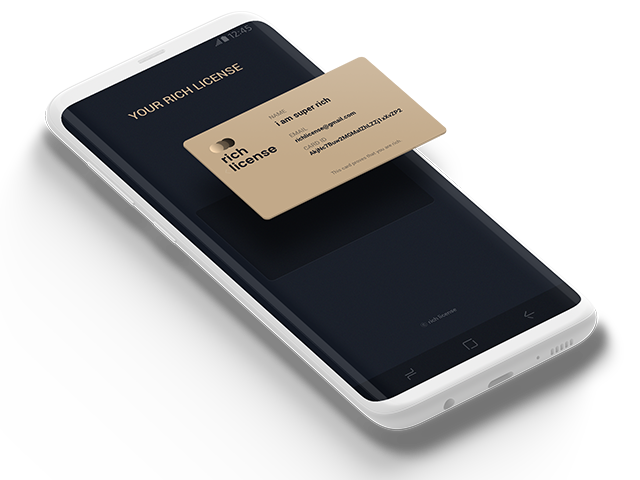 12:45
YOUR RICH LICENSE
rich
license
NAME
i am super rich
EMAIL
richlicense@gmail.com
CARD ID
This card proves that you are rich.
© rich license